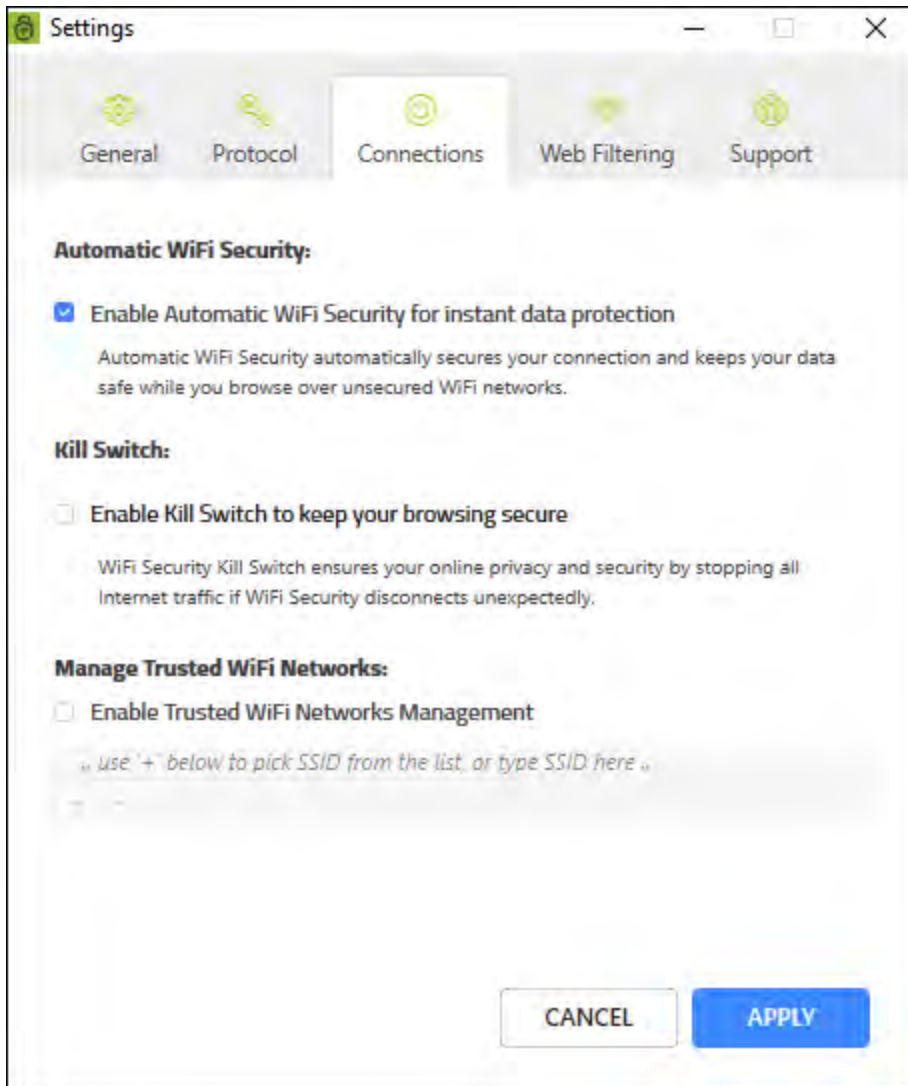 Settings
General Protocol Connections Web Filtering Support
Automatic WiFi Security:
Enable Automatic WiFi Security for instant data protection
Automatic WiFi Security automatically secures your connection and keeps your data
safe while you browse over unsecured WiFi networks.
Kill Switch:
Enable Kill Switch to keep your browsing secure
WiFi Security Kill Switch ensures your online privacy and security by stopping all
Internet traffic if WiFi Security disconnects unexpectedly.
Manage Trusted WiFi Networks:
Enable Trusted WiFi Networks Management
.. use `+` below to pick SSID from the list, or type SSID here ..
CANCEL APPLY